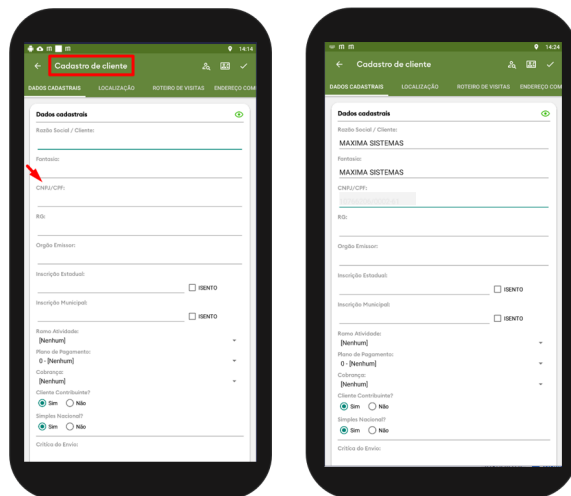 14:14
Cadastro de cliente
DADOS CADASTRAIS LOCALIZAÇÃO ROTEIRO DE VISITAS ENDEREÇO COM
Dados cadastrais
Razão Social / Cliente:
Fantasia:
CNPJ/CPF:
RG:
Orgão Emissor:
Inscrição Estadual:
ISENTO
Inscrição Municipal:
ISENTO
Ramo Atividade:
[Nenhum]
Plano de Pagamento:
0 - [Nenhum]
Cobrança:
[Nenhum]
Cliente Contribuinte?
Sim Não
Simples Nacional?
Sim Não
Crítica do Envio:
14:24
Cadastro de cliente
DADOS CADASTRAIS LOCALIZAÇÃO ROTEIRO DE VISITAS ENDEREÇO COM
Dados cadastrais
Razão Social / Cliente:
MAXIMA SISTEMAS
Fantasia:
MAXIMA SISTEMAS
CNPJ/CPF:
RG:
Orgão Emissor:
Inscrição Estadual:
ISENTO
Inscrição Municipal:
ISENTO
Ramo Atividade:
[Nenhum]
Plano de Pagamento:
0 - [Nenhum]
Cobrança:
[Nenhum]
Cliente Contribuinte?
Sim Não
Simples Nacional?
Sim Não
Crítica do Envio: